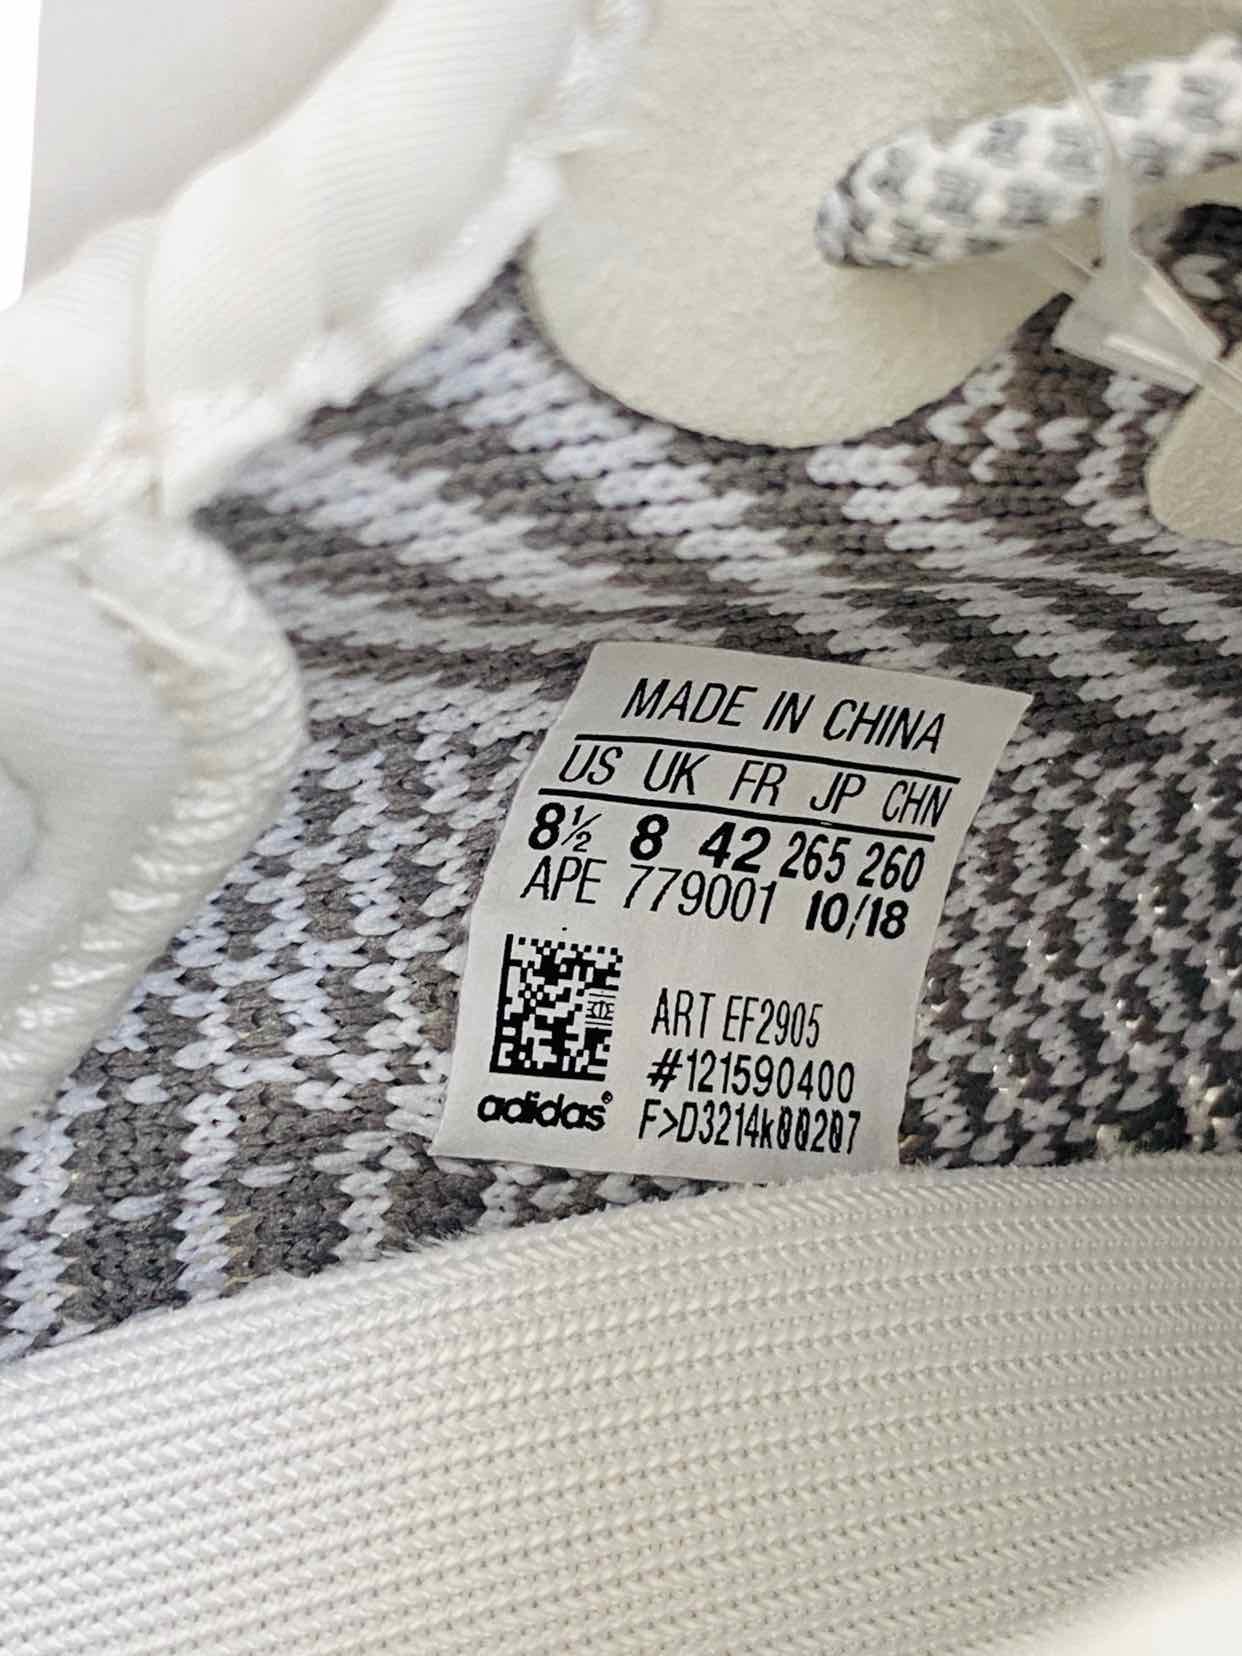 MADE IN CHINA
US UK FR JP CHN
8½ 8 42 265 260
APE 779001 10/18
ART EF2905
#121590400
adidas®
F>D3214k00207